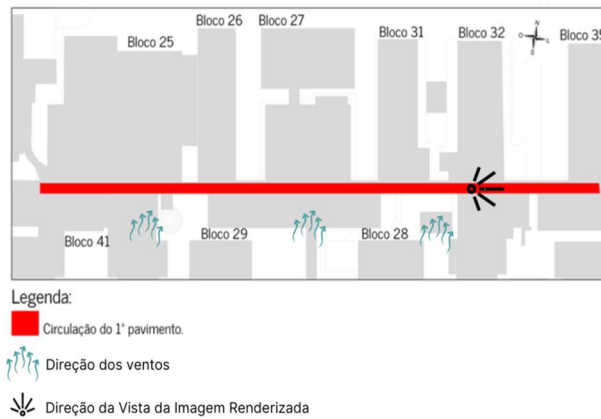 Bloco 26
Bloco 27
Bloco 25
Bloco 31
Bloco 32
Bloco 35
N
O
L
S
Bloco 41
Bloco 29
Bloco 28
Legenda:
Circulação do 1° pavimento.
Direção dos ventos
Direção da Vista da Imagem Renderizada